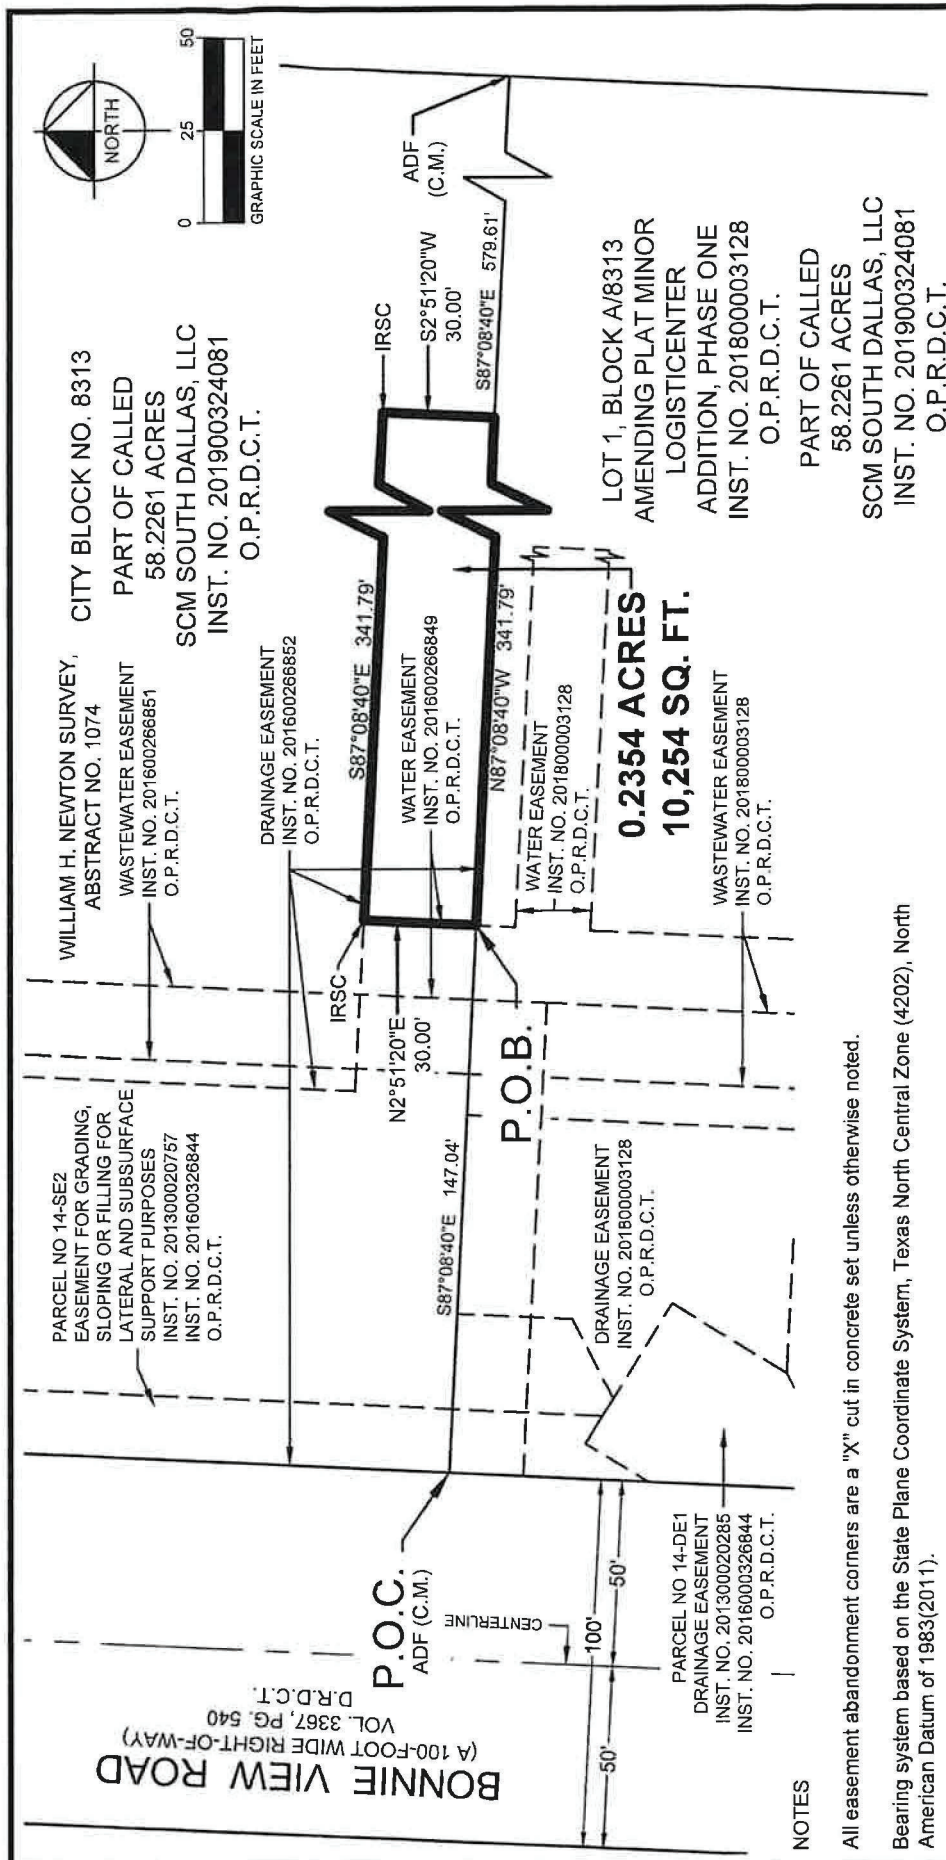 NORTH
0 25 50
GRAPHIC SCALE IN FEET
WILLIAM H. NEWTON SURVEY,
ABSTRACT NO. 1074
CITY BLOCK NO. 8313
PART OF CALLED
58.2261 ACRES
SCM SOUTH DALLAS, LLC
INST. NO. 201900324081
O.P.R.D.C.T.
WASTEWATER EASEMENT
INST. NO. 201600266851
O.P.R.D.C.T.
PARCEL NO 14-SE2
EASEMENT FOR GRADING,
SLOPING OR FILLING FOR
LATERAL AND SUBSURFACE
SUPPORT PURPOSES
INST. NO. 201300020757
INST. NO. 201600326844
O.P.R.D.C.T.
DRAINAGE EASEMENT
INST. NO. 201600266852
O.P.R.D.C.T.
BONNIE VIEW ROAD
(A 100-FOOT WIDE RIGHT-OF-WAY)
VOL. 3367, PG. 540
D.R.D.C.T.
CENTERLINE
P.O.C.
ADF (C.M.)
S87°08'40"E 147.04'
IRSC
N2°51'20"E
30.00'
P.O.B.
S87°08'40"E 341.79'
WATER EASEMENT
INST. NO. 201600266849
O.P.R.D.C.T.
N87°08'40"W 341.79'
IRSC
S2°51'20"W
30.00'
S87°08'40"E 579.61'
ADF
(C.M.)
WATER EASEMENT
INST. NO. 201800003128
O.P.R.D.C.T.
0.2354 ACRES
10,254 SQ. FT.
LOT 1, BLOCK A/8313
AMENDING PLAT MINOR
LOGISTICENTER
ADDITION, PHASE ONE
INST. NO. 201800003128
O.P.R.D.C.T.
PART OF CALLED
58.2261 ACRES
SCM SOUTH DALLAS, LLC
INST. NO. 201900324081
O.P.R.D.C.T.
WASTEWATER EASEMENT
INST. NO. 201800003128
O.P.R.D.C.T.
DRAINAGE EASEMENT
INST. NO. 201800003128
O.P.R.D.C.T.
100'
50'
50'
PARCEL NO 14-DE1
DRAINAGE EASEMENT
INST. NO. 201300020285
INST. NO. 2016000326844
O.P.R.D.C.T.
NOTES
All easement abandonment corners are a "X" cut in concrete set unless otherwise noted.
Bearing system based on the State Plane Coordinate System, Texas North Central Zone (4202), North
American Datum of 1983(2011).